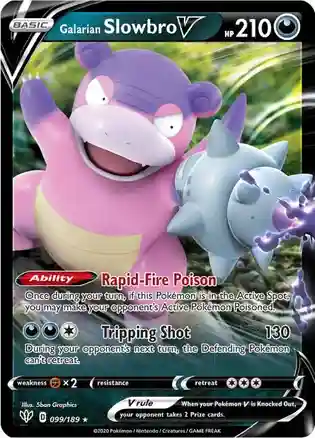 BASIC
Galarian Slowbro V HP 210
Ability Rapid-Fire Poison
Once during your turn, if this Pokémon is in the Active Spot,
you may make your opponent's Active Pokémon Poisoned.
Tripping Shot 130
During your opponent's next turn, the Defending Pokémon
can't retreat.
weakness ×2 resistance retreat
Illus. 5ban Graphics
V rule When your Pokémon V is Knocked Out,
your opponent takes 2 Prize cards.
D 099/189 ★
©2020 Pokémon / Nintendo / Creatures / GAME FREAK